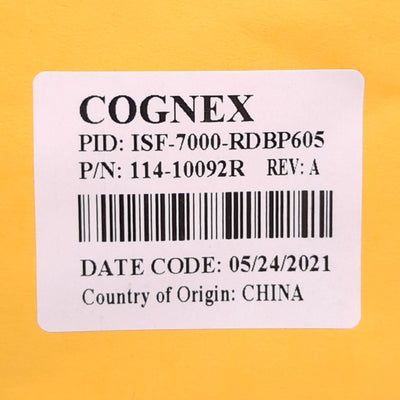 COGNEX
PID: ISF-7000-RDBP605
P/N: 114-10092R REV: A
DATE CODE: 05/24/2021
Country of Origin: CHINA